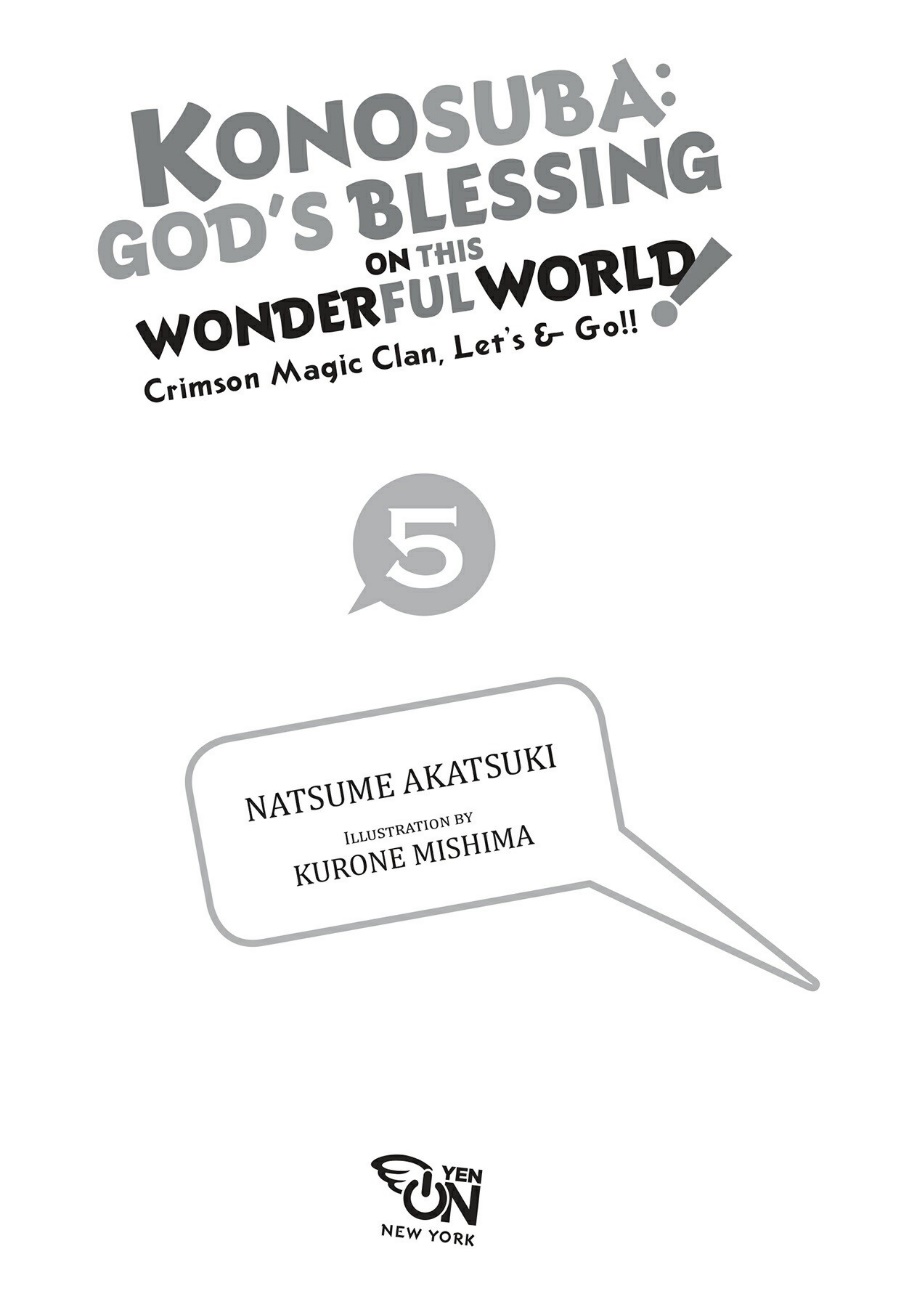 KONOSUBA:
GOD'S BLESSING
ON THIS
WONDERFUL WORLD!
Crimson Magic Clan, Let's & Go!!
5
NATSUME AKATSUKI
ILLUSTRATION BY
KURONE MISHIMA
YEN
ON
NEW YORK